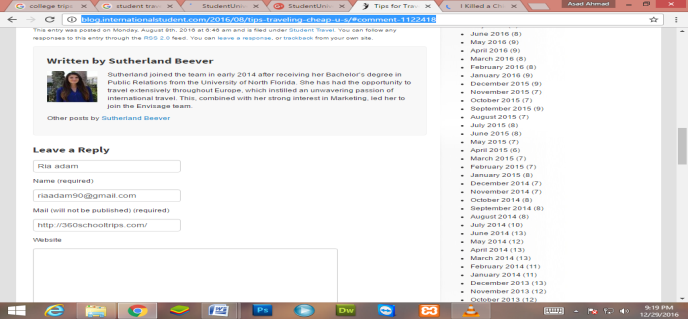 college trips
student trav
StudentUni
StudentUni
Tips for Trav
I Killed a Ch
Asad Ahmad
blog.internationalstudent.com/2016/08/tips-traveling-cheap-u-s/#comment-1122418
This entry was posted on Monday, August 8th, 2016 at 8:46 am and is filed under Student Travel. You can follow any
responses to this entry through the RSS 2.0 feed. You can leave a response, or trackback from your own site.
Written by Sutherland Beever
Sutherland joined the team in early 2014 after receiving her Bachelor's degree in
Public Relations from the University of North Florida. She has had the opportunity to
travel extensively throughout Europe, which instilled an unwavering passion of
international travel. This, combined with her strong interest in Marketing, led her to
join the Envisage team.
Other posts by Sutherland Beever
Leave a Reply
Ria adam
Name (required)
riaadam90@gmail.com
Mail (will not be published) (required)
http://360schooltrips.com/
Website
June 2016 (8)
May 2016 (9)
April 2016 (9)
March 2016 (8)
February 2016 (8)
January 2016 (9)
December 2015 (9)
November 2015 (7)
October 2015 (7)
September 2015 (9)
August 2015 (7)
July 2015 (8)
June 2015 (8)
May 2015 (7)
April 2015 (6)
March 2015 (7)
February 2015 (7)
January 2015 (8)
December 2014 (7)
November 2014 (7)
October 2014 (8)
September 2014 (8)
August 2014 (8)
July 2014 (10)
June 2014 (13)
May 2014 (12)
April 2014 (13)
March 2014 (13)
February 2014 (11)
January 2014 (11)
December 2013 (13)
November 2013 (12)
October 2013 (12)
Ps
Dw
9:19 PM
12/29/2016